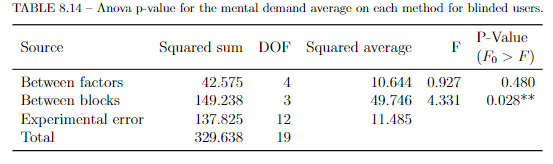 TABLE 8.14 – Anova p-value for the mental demand average on each method for blinded users.
Source Squared sum DOF Squared average F P-Value (F₀ > F)
Between factors 42.575 4 10.644 0.927 0.480
Between blocks 149.238 3 49.746 4.331 0.028**
Experimental error 137.825 12 11.485
Total 329.638 19